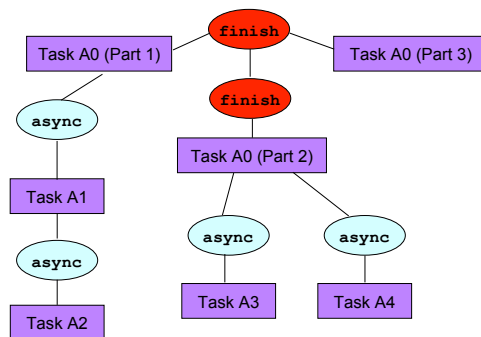 finish
Task A0 (Part 1)
Task A0 (Part 3)
finish
async
Task A0 (Part 2)
Task A1
async
async
async
Task A3
Task A4
Task A2